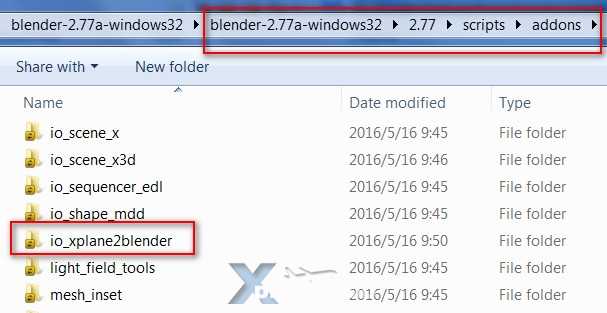 blender-2.77a-windows32 ▸ blender-2.77a-windows32 ▸ 2.77 ▸ scripts ▸ addons ▸
Share with ▾ New folder
Name Date modified Type
io_scene_x 2016/5/16 9:45 File folder
io_scene_x3d 2016/5/16 9:46 File folder
io_sequencer_edl 2016/5/16 9:45 File folder
io_shape_mdd 2016/5/16 9:45 File folder
io_xplane2blender 2016/5/16 9:50 File folder
light_field_tools 2016/5/16 9:45 File folder
mesh_inset 2016/5/16 9:45 File folder